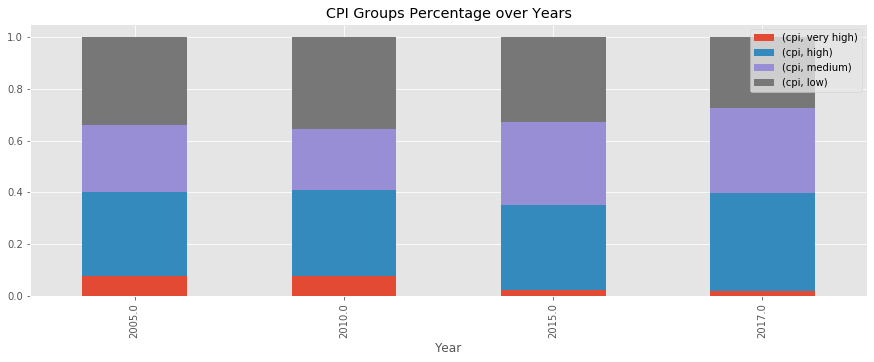 CPI Groups Percentage over Years
(cpi, very high)
(cpi, high)
(cpi, medium)
(cpi, low)
1.0
0.8
0.6
0.4
0.2
0.0
2005.0
2010.0
2015.0
2017.0
Year